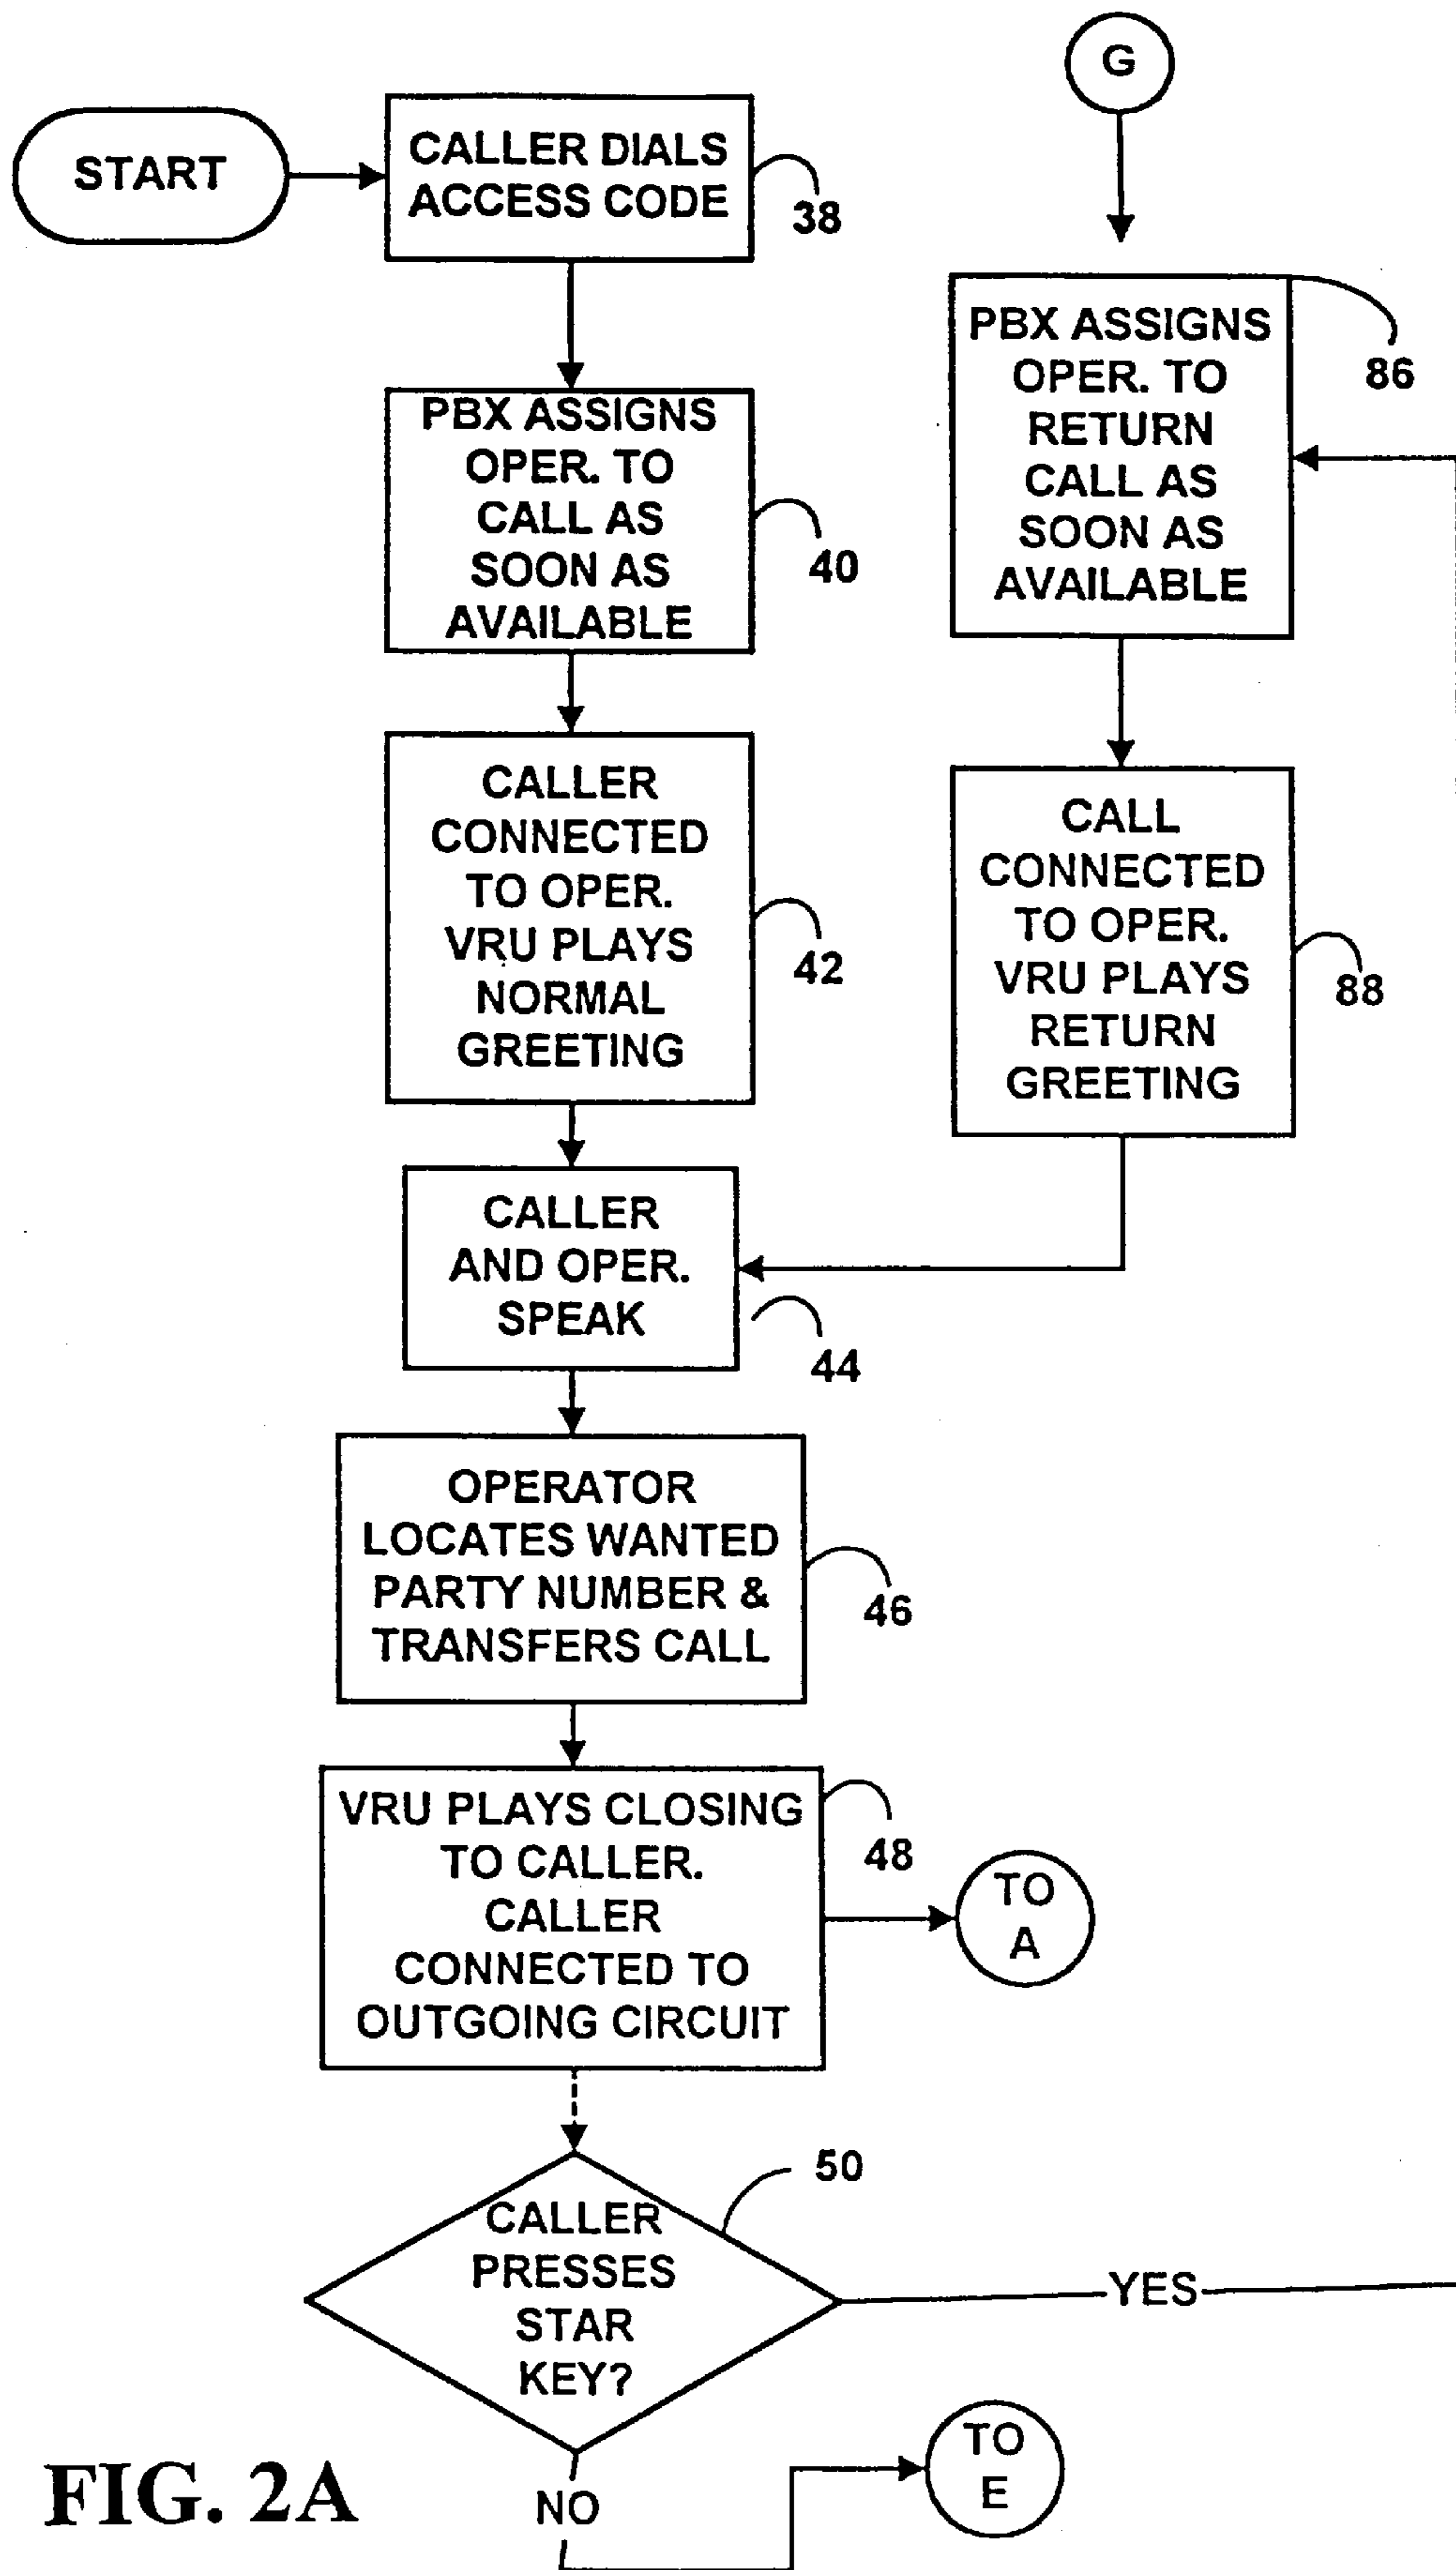 START
CALLER DIALS
ACCESS CODE
38
PBX ASSIGNS
OPER. TO
CALL AS
SOON AS
AVAILABLE
40
CALLER
CONNECTED
TO OPER.
VRU PLAYS
NORMAL
GREETING
42
G
PBX ASSIGNS
OPER. TO
RETURN
CALL AS
SOON AS
AVAILABLE
86
CALL
CONNECTED
TO OPER.
VRU PLAYS
RETURN
GREETING
88
CALLER
AND OPER.
SPEAK
44
OPERATOR
LOCATES WANTED
PARTY NUMBER &
TRANSFERS CALL
46
VRU PLAYS CLOSING
TO CALLER.
CALLER
CONNECTED TO
OUTGOING CIRCUIT
48
TO
A
CALLER
PRESSES
STAR
KEY?
50
YES
NO
TO
E
FIG. 2A